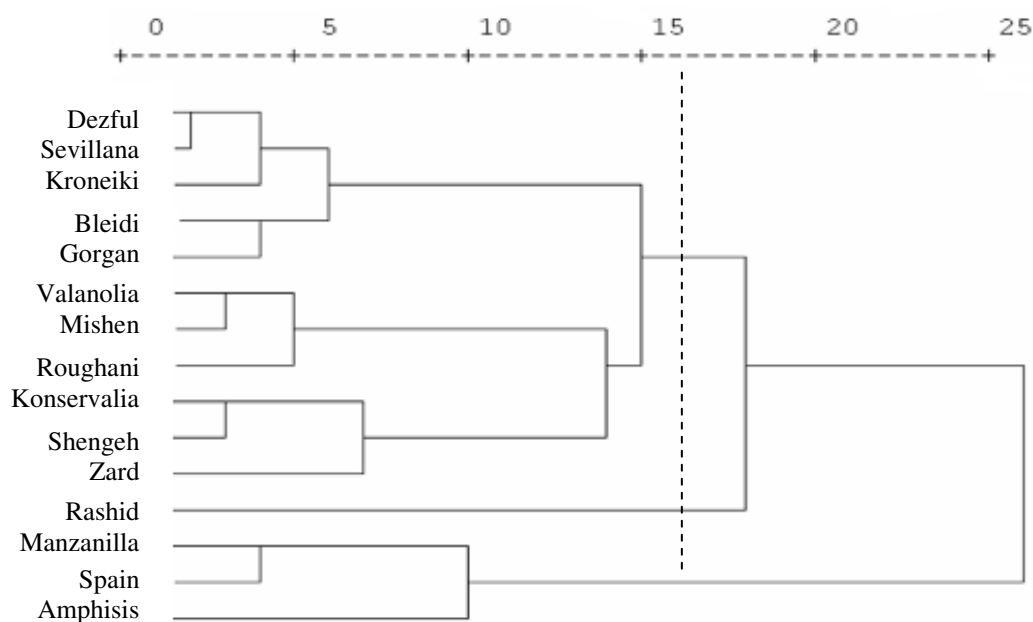 0 5 10 15 20 25
Dezful
Sevillana
Kroneiki
Bleidi
Gorgan
Valanolia
Mishen
Roughani
Konservalia
Shengeh
Zard
Rashid
Manzanilla
Spain
Amphisis